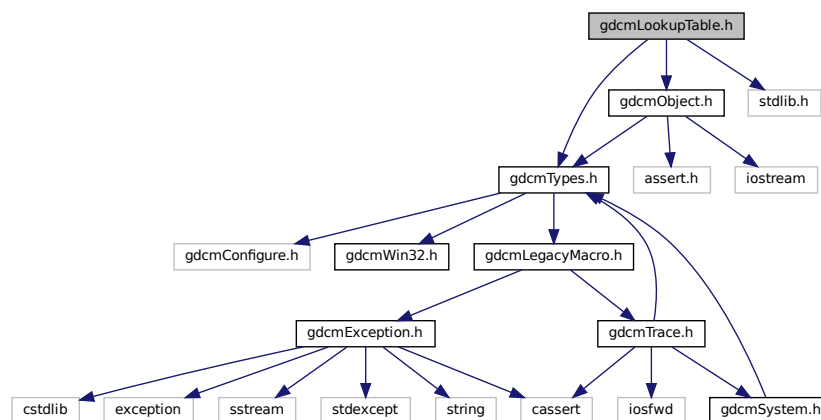 gdcmLookupTable.h
gdcmObject.h
stdlib.h
gdcmTypes.h
assert.h
iostream
gdcmConfigure.h
gdcmWin32.h
gdcmLegacyMacro.h
gdcmException.h
gdcmTrace.h
cstdlib
exception
sstream
stdexcept
string
cassert
iosfwd
gdcmSystem.h